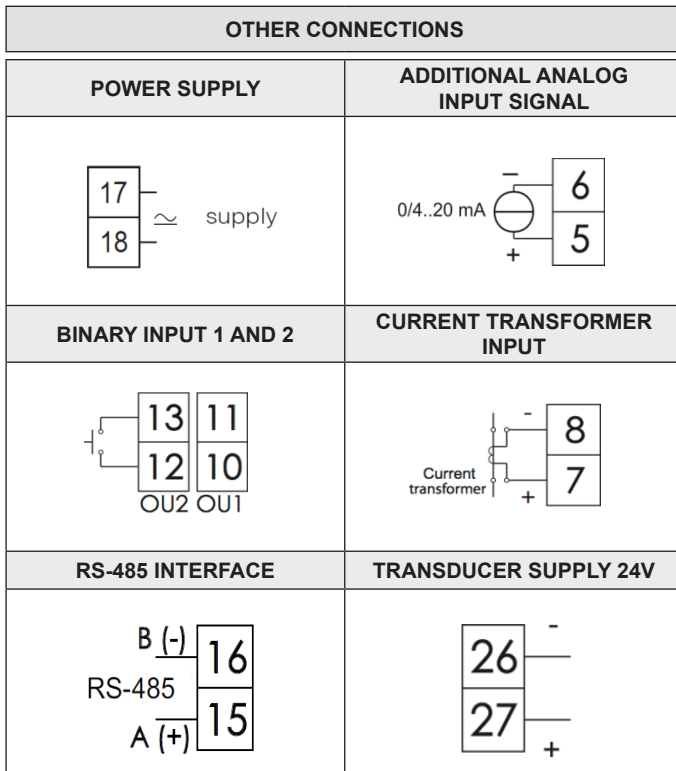 OTHER CONNECTIONS
POWER SUPPLY
ADDITIONAL ANALOG
INPUT SIGNAL
17
18
≃ supply
−
0/4..20 mA
+
6
5
BINARY INPUT 1 AND 2
CURRENT TRANSFORMER
INPUT
13 11
12 10
OU2 OU1
-
8
Current
transformer
+
7
RS-485 INTERFACE
TRANSDUCER SUPPLY 24V
B (-)
16
RS-485
A (+)
15
-
26
27
+